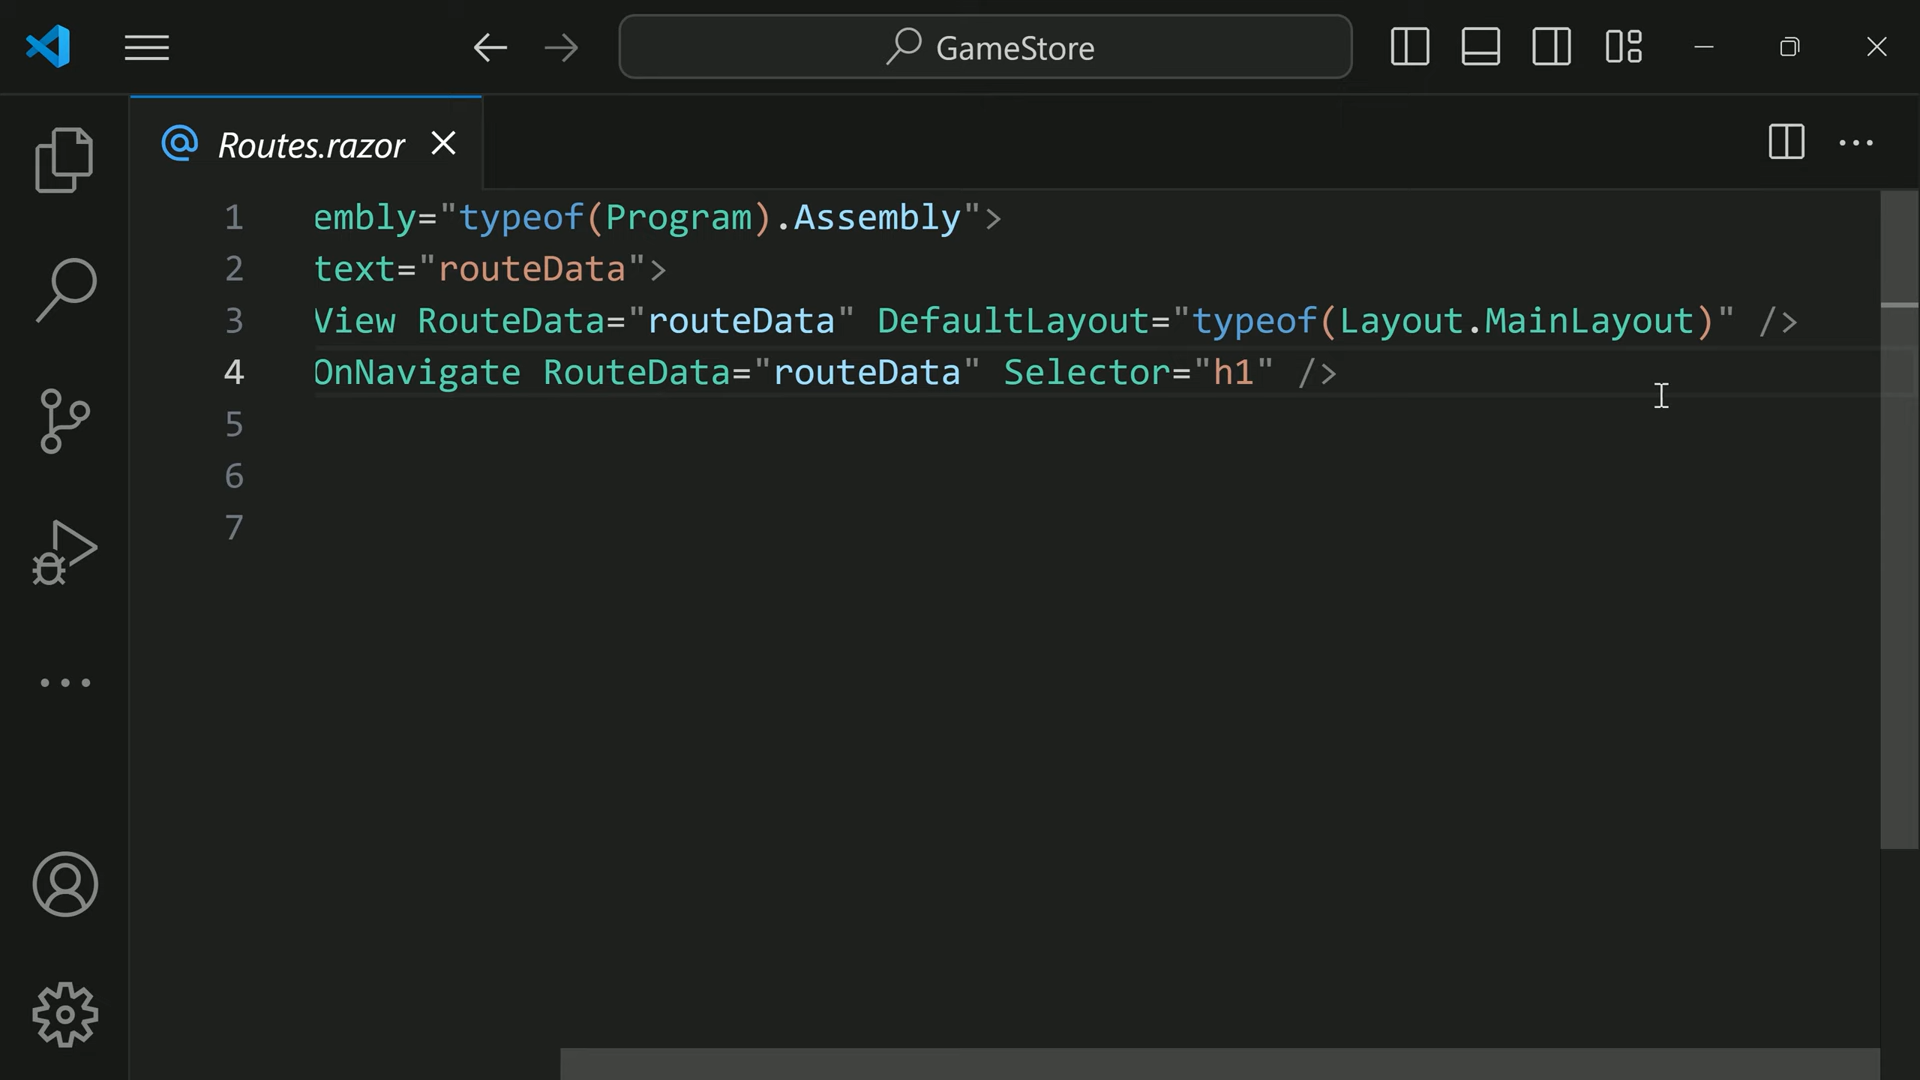 GameStore
Routes.razor
1 embly="typeof(Program).Assembly">
2 text="routeData">
3 View RouteData="routeData" DefaultLayout="typeof(Layout.MainLayout)" />
4 OnNavigate RouteData="routeData" Selector="h1" />
5
6
7